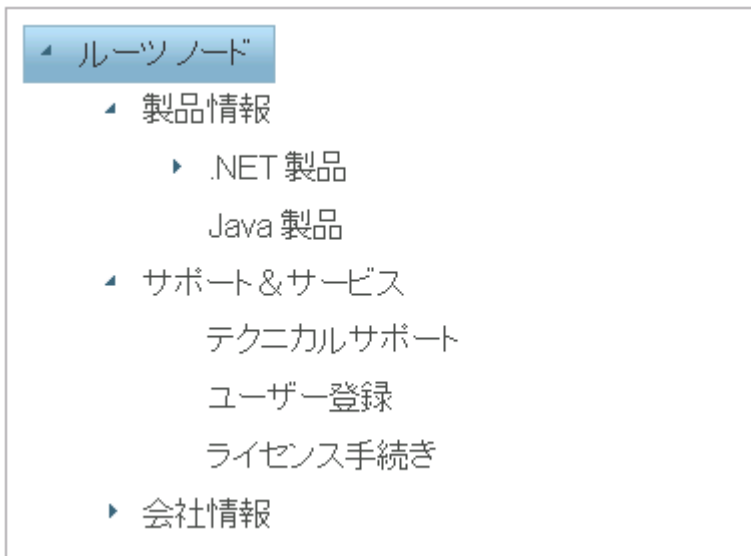 ルーツ ノード
製品情報
.NET 製品
Java 製品
サポート＆サービス
テクニカルサポート
ユーザー登録
ライセンス手続き
会社情報